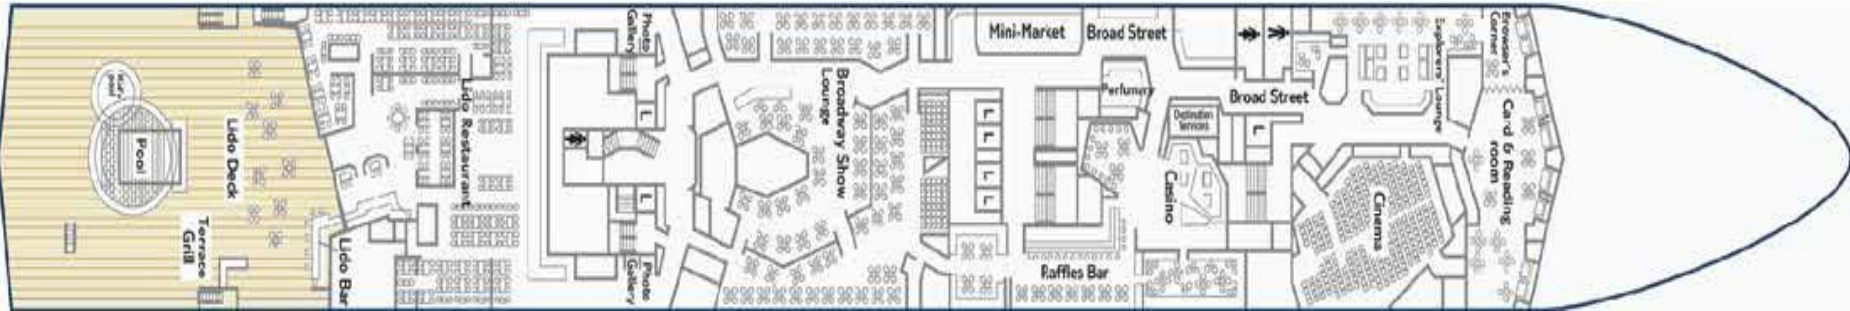 Pool
Lido Deck
Terrace
Grill
Lido Bar
Lido Restaurant
Photo
Gallery
L
L
Photo
Gallery
Broadway Show
Lounge
L
L
L
L
Mini-Market
Broad Street
Perfumery
Raffles Bar
Destination
Services
Casino
Broad Street
L
Cinema
Explorers' Lounge
Browser's
Corner
Card & Reading
room